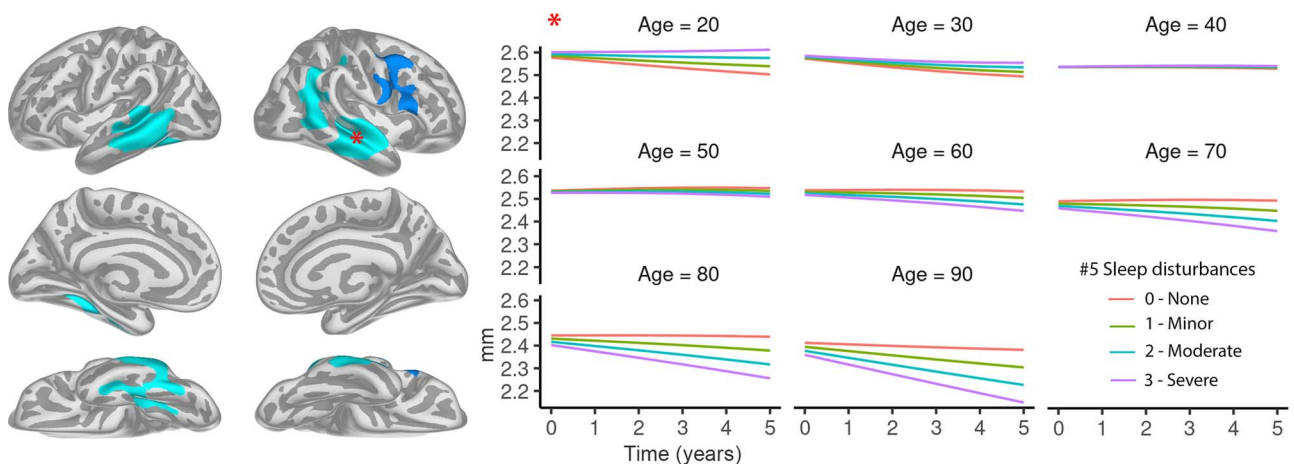 *
Age = 20
Age = 30
Age = 40
2.6
2.5
2.4
2.3
2.2
*
Age = 50
Age = 60
Age = 70
2.6
2.5
2.4
2.3
2.2
#5 Sleep disturbances
0 - None
1 - Minor
2 - Moderate
3 - Severe
Age = 80
Age = 90
2.6
2.5
2.4
2.3
2.2
mm
0 1 2 3 4 5
0 1 2 3 4 5
0 1 2 3 4 5
Time (years)